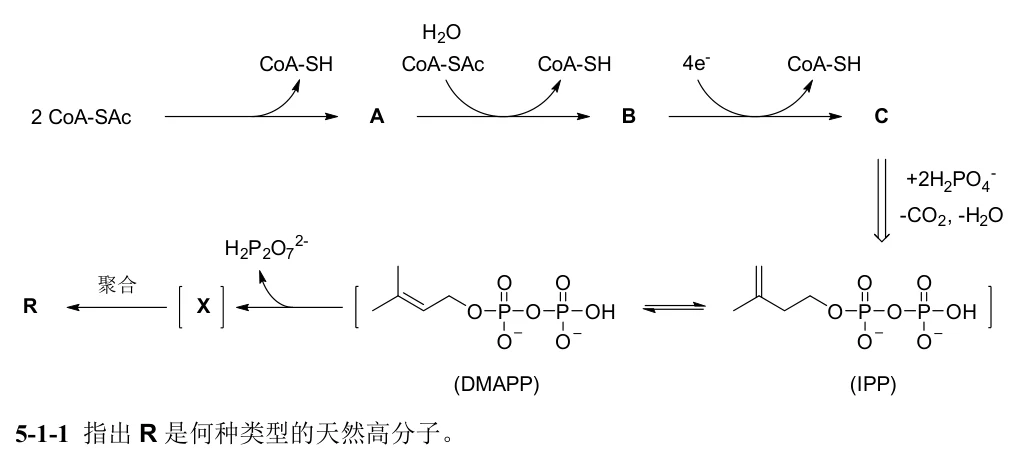 H₂O
CoA-SH CoA-SAc CoA-SH 4e⁻ CoA-SH
2 CoA-SAc A B C
+2H₂PO₄⁻
-CO₂, -H₂O
H₂P₂O₇²⁻
聚合
R [ X ] [ O P O P OH O O O⁻ O⁻ O P O P OH O O O⁻ O⁻ ]
(DMAPP) (IPP)
5-1-1 指出 R 是何种类型的天然高分子。